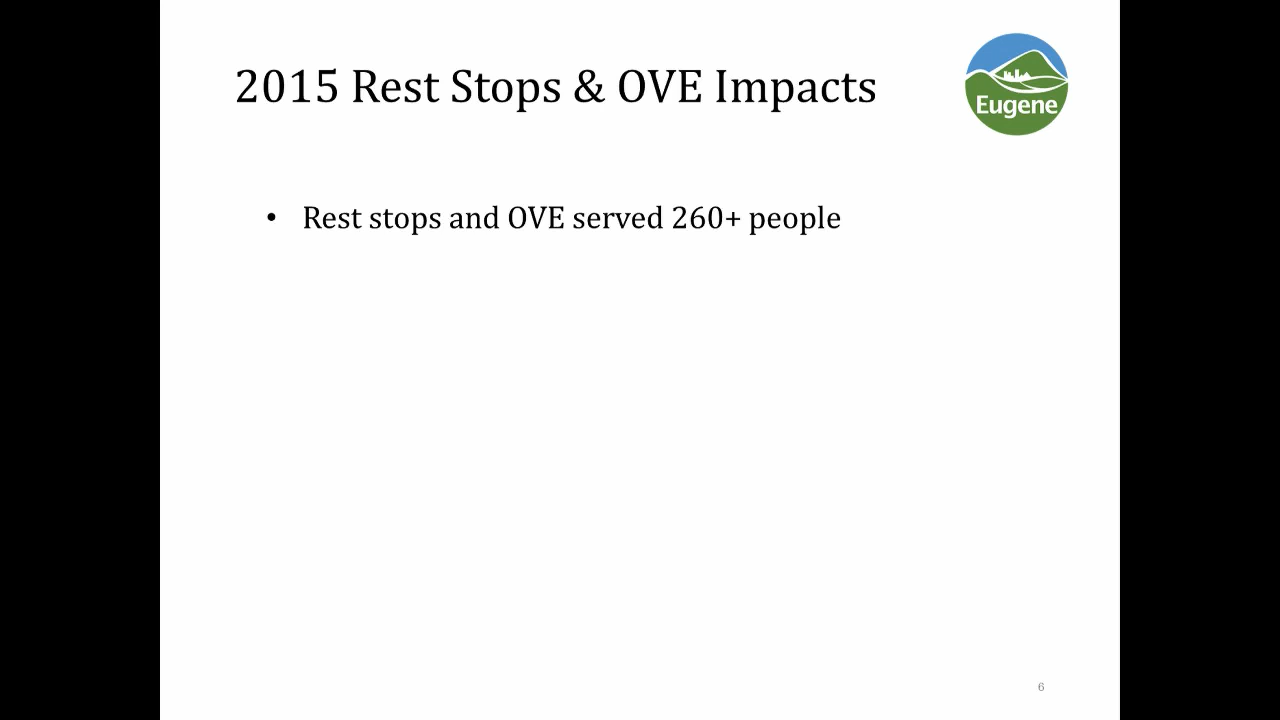 2015 Rest Stops & OVE Impacts
Eugene
• Rest stops and OVE served 260+ people
6